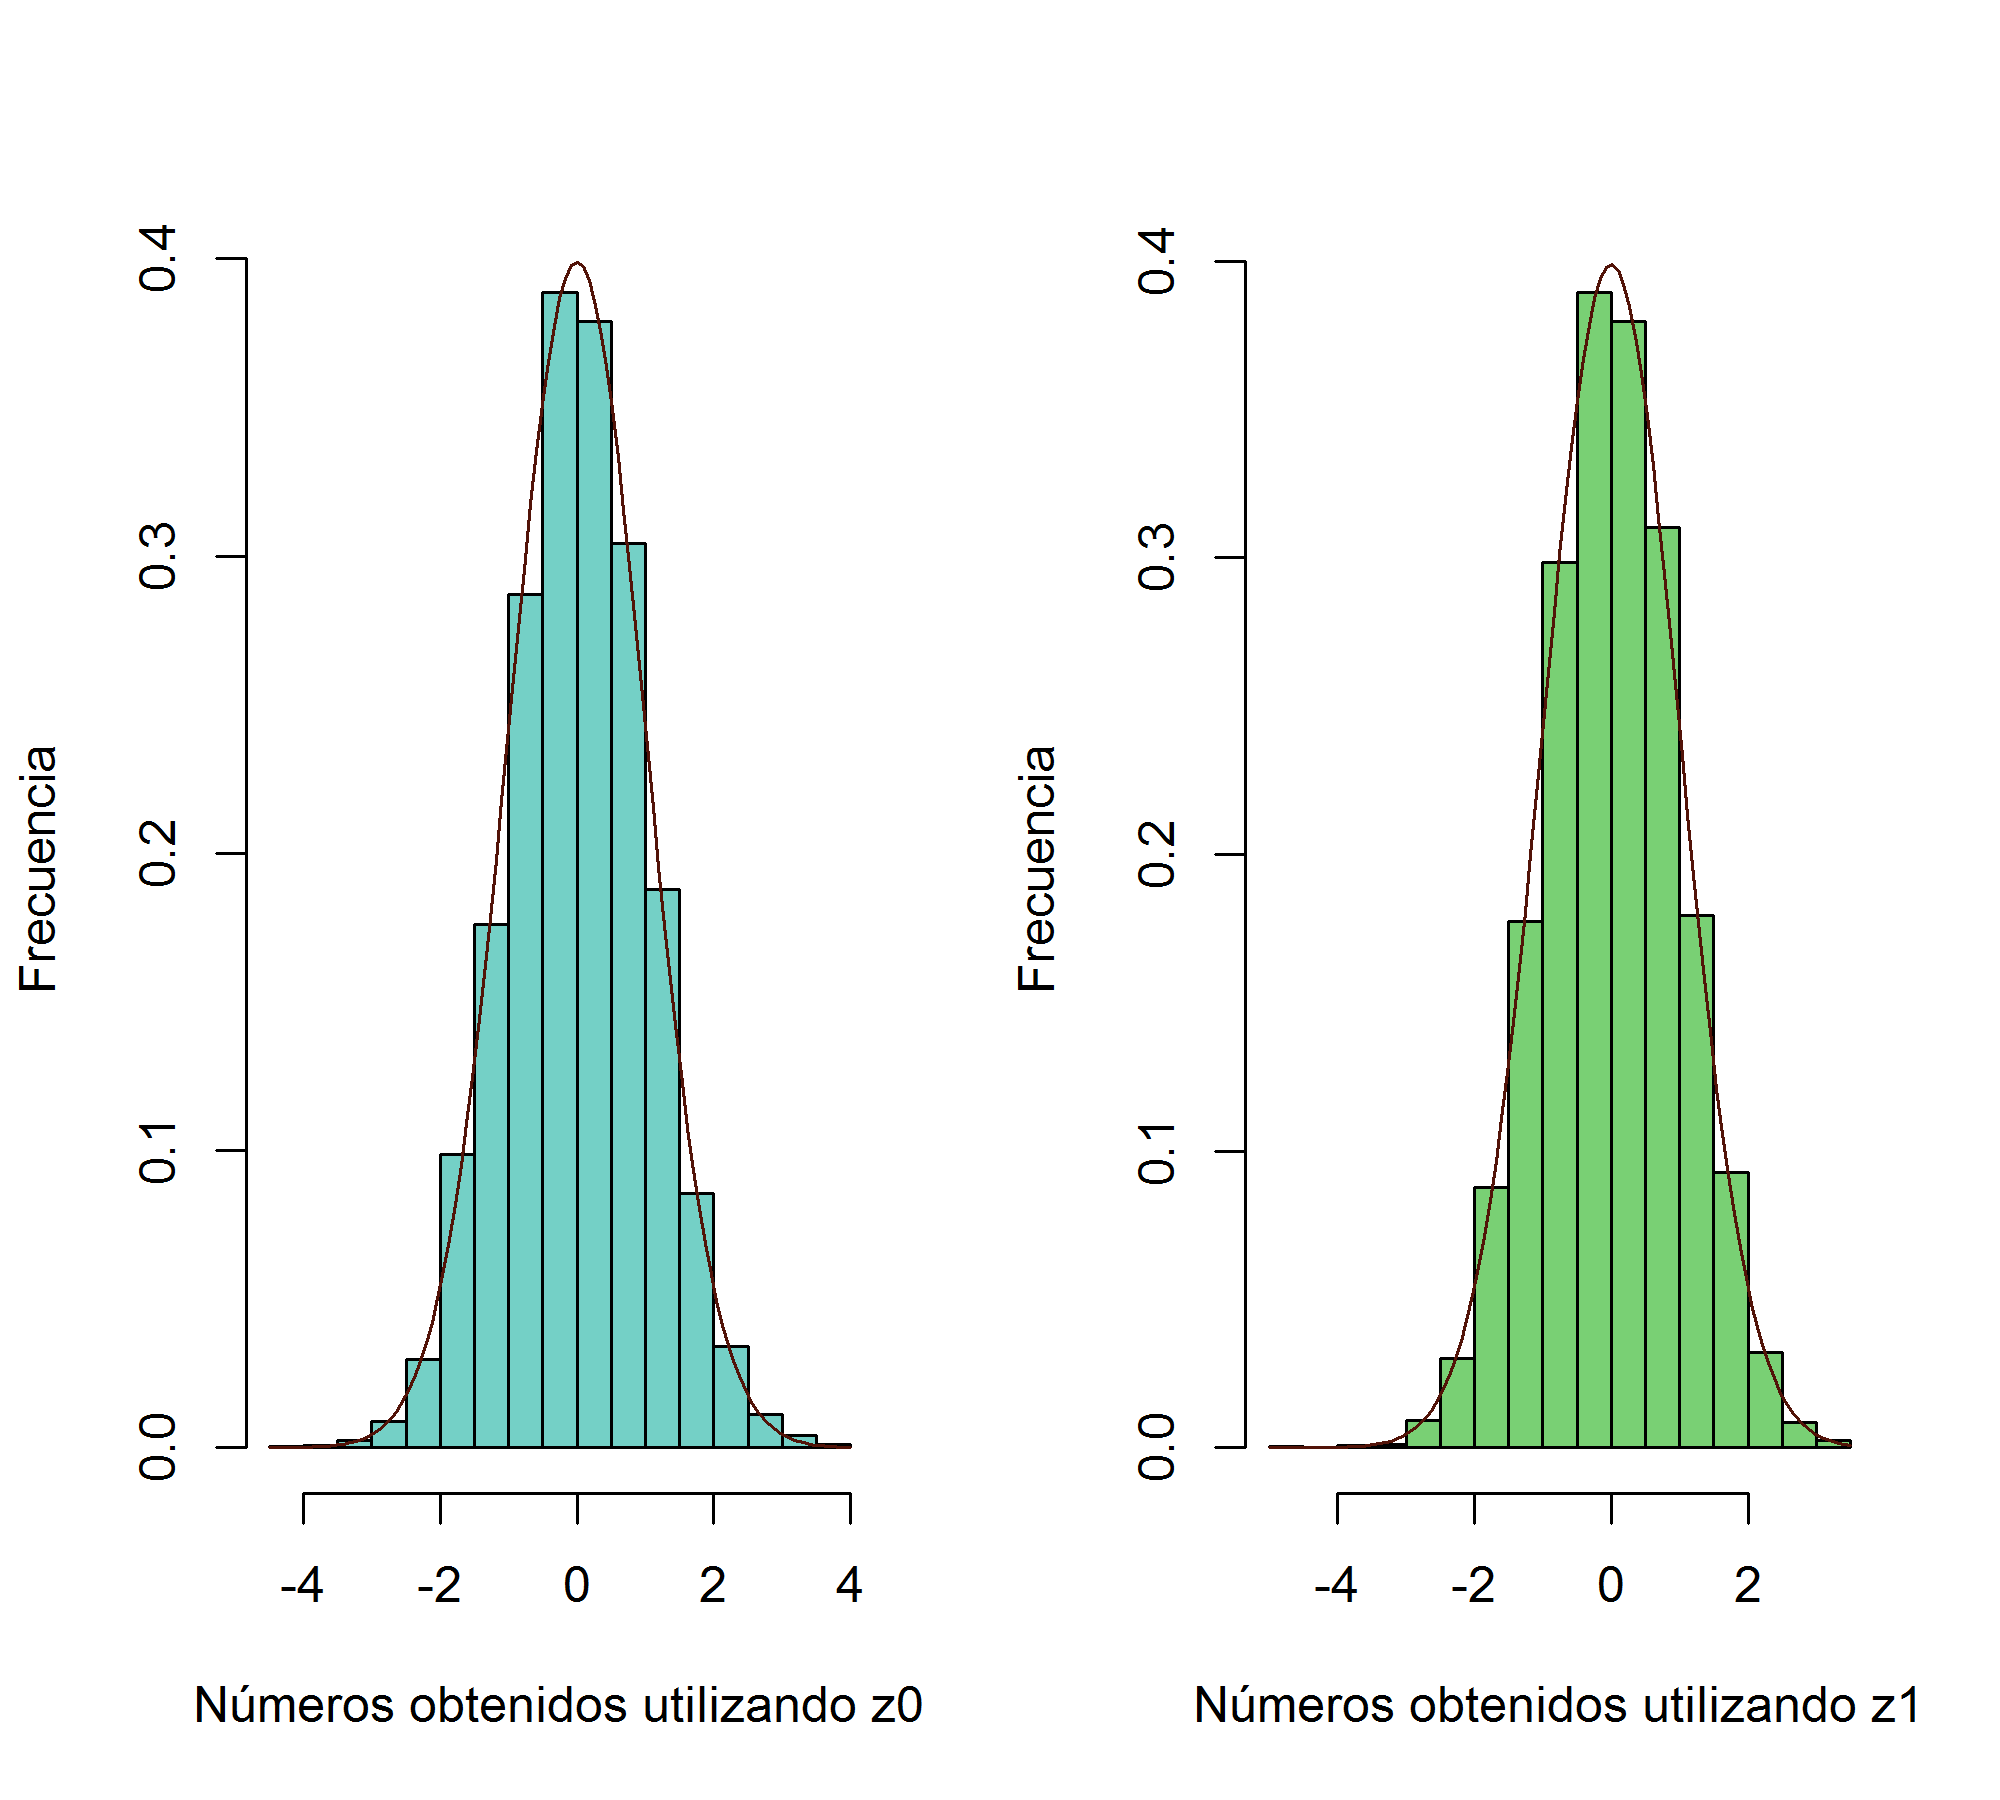 Frecuencia
0.0 0.1 0.2 0.3 0.4
-4 -2 0 2 4
Números obtenidos utilizando z0
Frecuencia
0.0 0.1 0.2 0.3 0.4
-4 -2 0 2
Números obtenidos utilizando z1